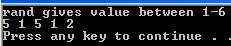 rand gives value between 1-6
5 1 5 1 2
Press any key to continue . .